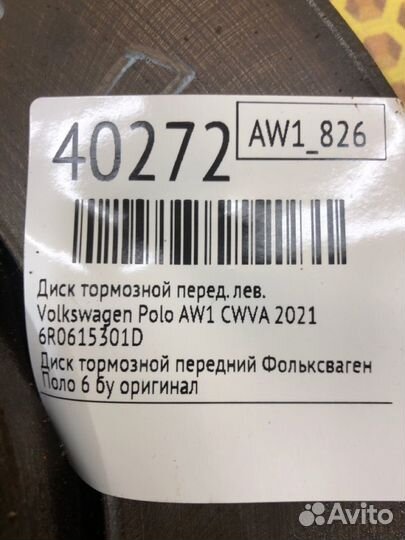 40272
AW1_826
Диск тормозной перед. лев.
Volkswagen Polo AW1 CWVA 2021
6R0615301D
Диск тормозной передний Фольксваген
Поло 6 бу оригинал
Avito